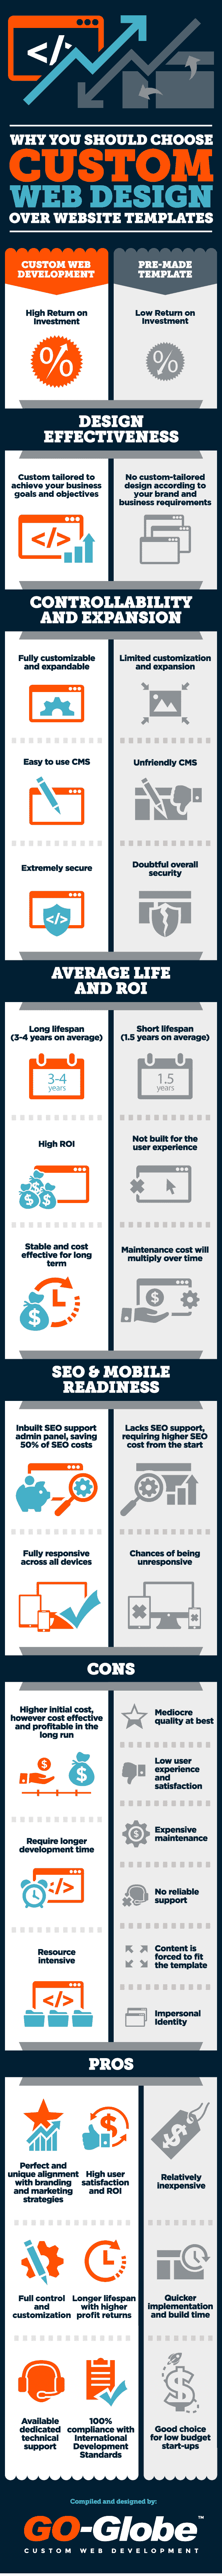 </>
WHY YOU SHOULD CHOOSE
CUSTOM
WEB DESIGN
OVER WEBSITE TEMPLATES
CUSTOM WEB
DEVELOPMENT
PRE-MADE
TEMPLATE
High Return on
Investment
%
Low Return on
Investment
%
DESIGN
EFFECTIVENESS
Custom tailored to
achieve your business
goals and objectives
</>
No custom-tailored
design according to
your brand and
business requirements
CONTROLLABILITY
AND EXPANSION
Fully customizable
and expandable
Limited customization
and expansion
Easy to use CMS
Unfriendly CMS
Extremely secure
</>
Doubtful overall
security
AVERAGE LIFE
AND ROI
Long lifespan
(3-4 years on average)
3-4
years
Short lifespan
(1.5 years on average)
1.5
years
High ROI
$
$ $
Not built for the
user experience
Stable and cost
effective for long
term
$
Maintenance cost will
multiply over time
$
SEO & MOBILE
READINESS
Inbuilt SEO support
admin panel, saving
50% of SEO costs
Lacks SEO support,
requiring higher SEO
cost from the start
Fully responsive
across all devices
Chances of being
unresponsive
CONS
Higher initial cost,
however cost effective
and profitable in the
long run
$
$
Require longer
development time
</>
Resource
intensive
</>
Mediocre
quality at best
Low user
experience
and
satisfaction
Expensive
maintenance
$
No reliable
support
Content is
forced to fit
the template
Impersonal
Identity
PROS
Perfect and
unique alignment
with branding
and marketing
strategies
$
High user
satisfaction
and ROI
$
Relatively
inexpensive
Full control
and
customization
Longer lifespan
with higher
profit returns
Quicker
implementation
and build time
Available
dedicated
technical
support
100%
compliance with
International
Development
Standards
$
Good choice
for low budget
start-ups
Compiled and designed by:
GO-Globe™
CUSTOM WEB DEVELOPMENT